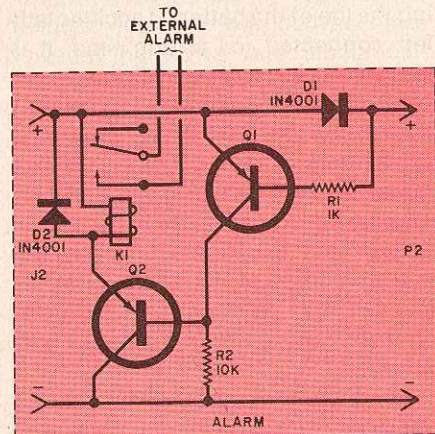 TO
EXTERNAL
ALARM
D1
1N4001
+
+
Q1
R1
1K
D2
1N4001
K1
P2
J2
Q2
R2
10K
−
−
ALARM